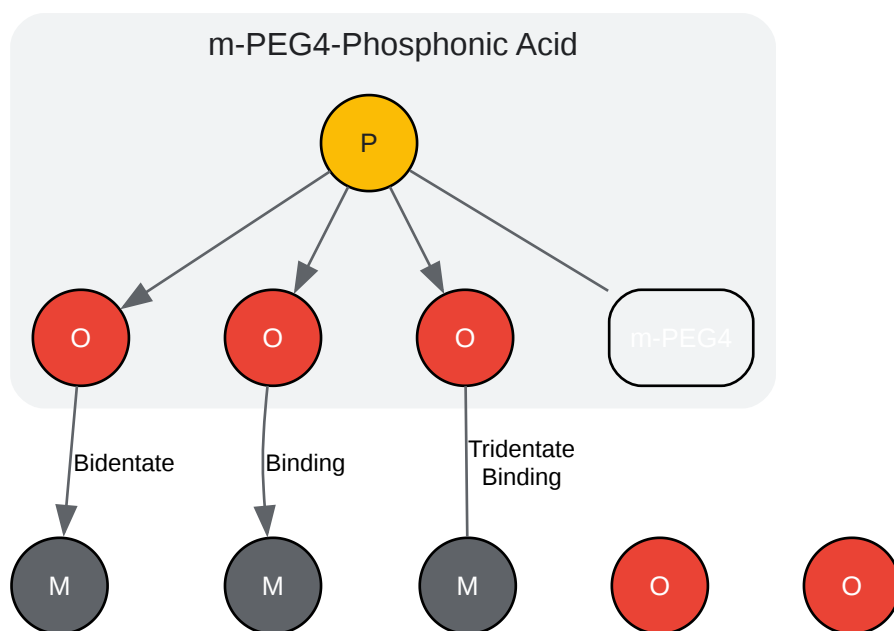 m-PEG4-Phosphonic Acid
P
O
O
O
m-PEG4
Bidentate
Binding
Tridentate
Binding
M
M
M
O
O